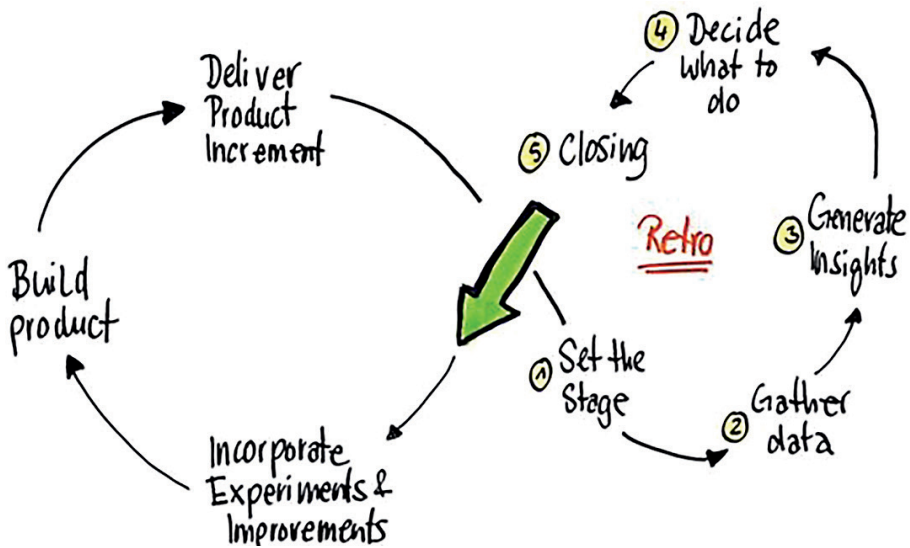 Deliver
Product
Increment
Build
product
Incorporate
Experiments &
Improvements
Retro
1 Set the
Stage
2 Gather
data
3 Generate
Insights
4 Decide
what to
do
5 Closing